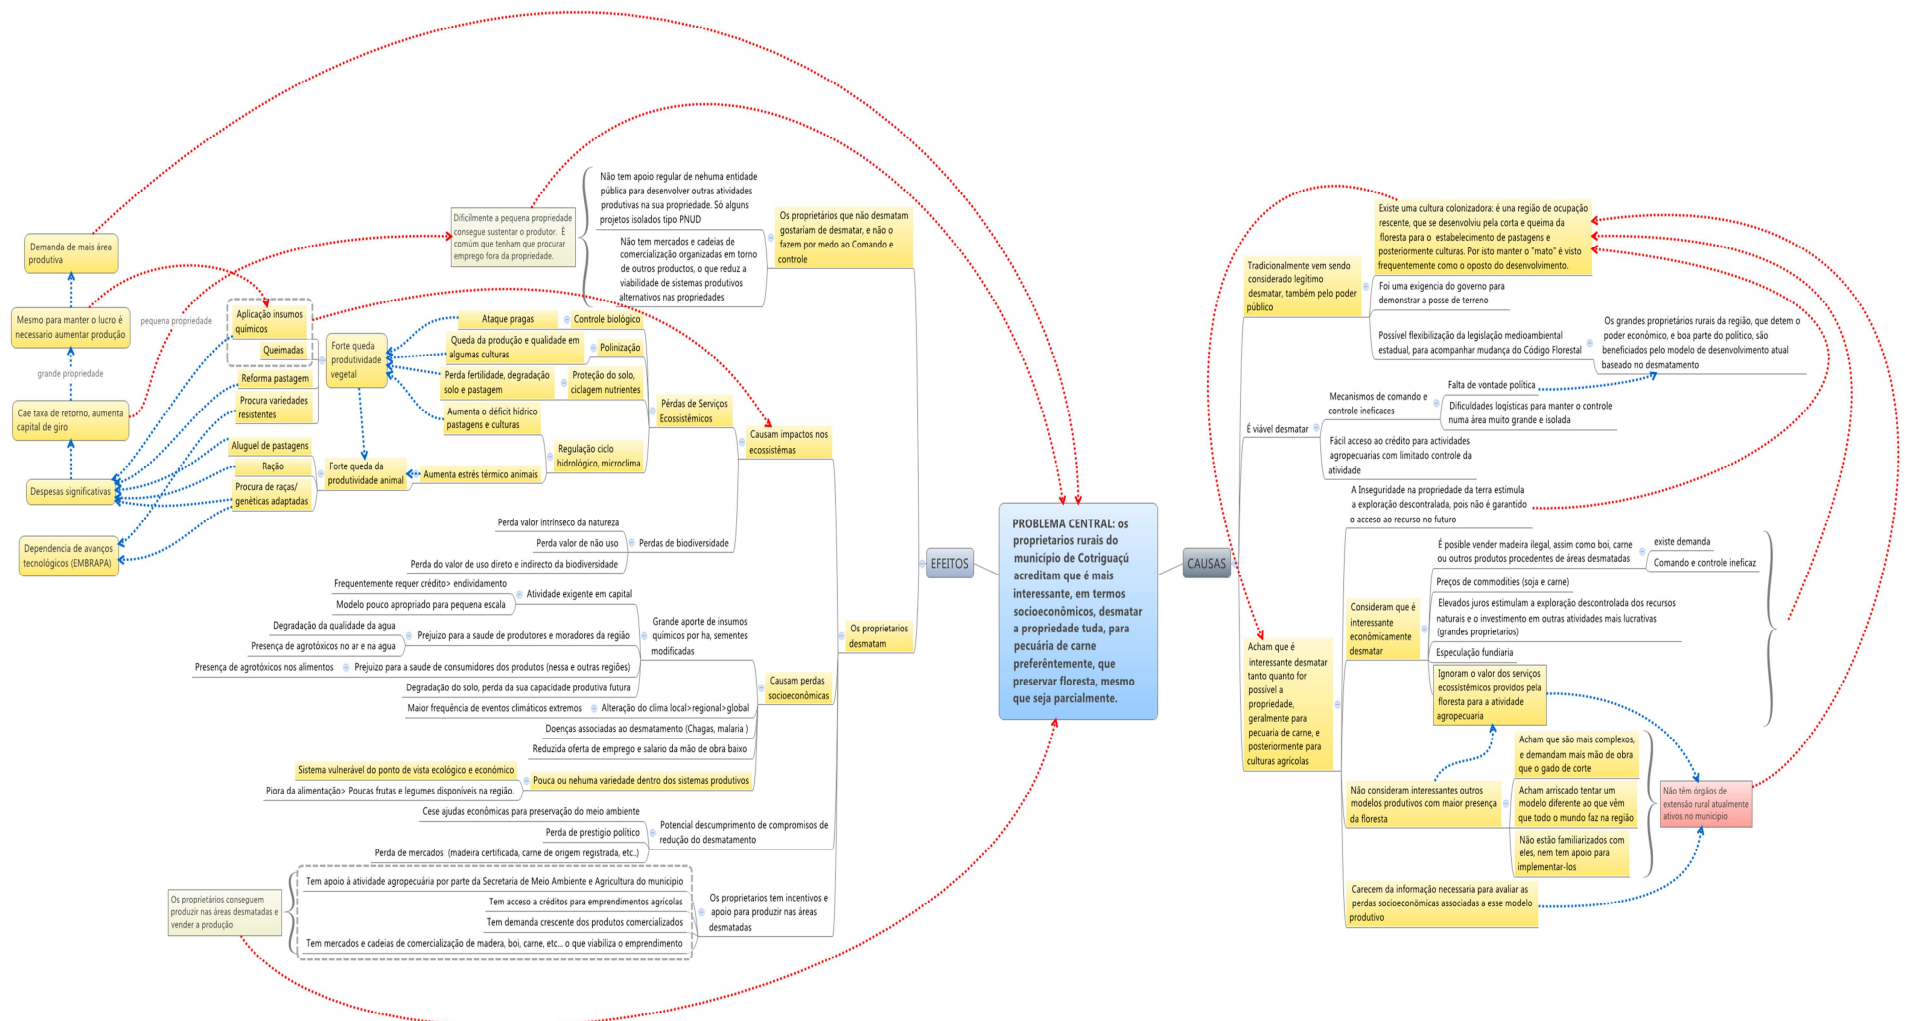 Demanda de mais área
produtiva
Mesmo para manter o lucro é
necessario aumentar produção
pequena propriedade
grande propriedade
Cae taxa de retorno, aumenta
capital de giro
Despesas significativas
Dependencia de avanços
tecnológicos (EMBRAPA)
Aplicação insumos
químicos
Queimadas
Reforma pastagem
Procura variedades
resistentes
Aluguel de pastagens
Ração
Procura de raças/
genèticas adaptadas
Forte queda
produtividade
vegetal
Forte queda da
produtividade animal
Ataque pragas
Controle biológico
Queda da produção e qualidade em
algumas culturas
Polinização
Perda fertilidade, degradação
solo e pastagem
Proteção do solo,
ciclagem nutrientes
Aumenta o déficit hídrico
pastagens e culturas
Aumenta estrés térmico animais
Regulação ciclo
hidrológico, microclima
Pérdas de Serviços
Ecossistêmicos
Causam impactos nos
ecossistêmas
Dificilmente a pequena propriedade
consegue sustentar o produtor. É
comúm que tenham que procurar
emprego fora da propriedade.
Não tem apoio regular de nehuma entidade
pública para desenvolver outras atividades
produtivas na sua propriedade. Só alguns
projetos isolados tipo PNUD
Não tem mercados e cadeias de
comercialização organizadas em torno
de outros productos, o que reduz a
viabilidade de sistemas produtivos
alternativos nas propriedades
Os proprietários que não desmatam
gostaríam de desmatar, e não o
fazem por medo ao Comando e
controle
Perda valor intrínseco da natureza
Perda valor de não uso
Perda do valor de uso direto e indirecto da biodiversidade
Perdas de biodiversidade
Frequentemente requer crédito> endividamento
Modelo pouco apropriado para pequena escala
Atividade exigente em capital
Degradação da qualidade da agua
Presença de agrotóxicos no ar e na agua
Prejuizo para a saude de produtores e moradores da região
Presença de agrotóxicos nos alimentos
Prejuizo para a saude de consumidores dos produtos (nessa e outras regiões)
Degradação do solo, perda da sua capacidade produtiva futura
Grande aporte de insumos
químicos por ha, sementes
modificadas
Maior frequência de eventos climáticos extremos
Alteração do clima local>regional>global
Doenças associadas ao desmatamento (Chagas, malaria )
Reduzida oferta de emprego e salario da mão de obra baixo
Sistema vulnerável do ponto de vista ecológico e económico
Piora da alimentação> Poucas frutas e legumes disponíveis na região.
Pouca ou nehuma variedade dentro dos sistemas produtivos
Causam perdas
socioeconômicas
Os proprietarios
desmatam
Cese ajudas econômicas para preservação do meio ambiente
Perda de prestigio político
Perda de mercados (madeira certificada, carne de origem registrada, etc..)
Potencial descumprimento de compromisos de
redução do desmatamento
Os proprietários conseguem
produzir nas áreas desmatadas e
vender a produção
Tem apoio á atividade agropecuária por parte da Secretaria de Meio Ambiente e Agricultura do municipio
Tem acceso a créditos para emprendimentos agrícolas
Tem demanda crescente dos produtos comercializados
Tem mercados e cadeias de comercialização de madera, boi, carne, etc... o que viabiliza o emprendimento
Os proprietarios tem incentivos e
apoio para produzir nas áreas
desmatadas
EFEITOS
PROBLEMA CENTRAL: os
proprietarios rurais do
município de Cotriguaçú
acreditam que é mais
interessante, em termos
socioeconômicos, desmatar
a propriedade tuda, para
pecuária de carne
preferêntemente, que
preservar floresta, mesmo
que seja parcialmente.
CAUSAS
Tradicionalmente vem sendo
considerado legítimo
desmatar, também pelo poder
público
Existe uma cultura colonizadora: é una região de ocupação
rescente, que se desenvolviu pela corta e queima da
floresta para o estabelecimento de pastagens e
posteriormente culturas. Por isto manter o "mato" é visto
frequentemente como o oposto do desenvolvimento.
Foi uma exigencia do governo para
demonstrar a posse de terreno
Possível flexibilização da legislação medioambiental
estadual, para acompanhar mudança do Código Florestal
Os grandes proprietários rurais da região, que detem o
poder econômico, e boa parte do político, são
beneficiados pelo modelo de desenvolvimento atual
baseado no desmatamento
É viável desmatar
Mecanismos de comando e
controle ineficaces
Falta de vontade política
Dificuldades logísticas para manter o controle
numa área muito grande e isolada
Fácil acceso ao crédito para actividades
agropecuarias com limitado controle da
atividade
Acham que é
interessante desmatar
tanto quanto for
possível a
propriedade,
geralmente para
pecuaria de carne, e
posteriormente para
culturas agrícolas
A Inseguridade na propriedade da terra estimula
a exploração descontralada, pois não é garantido
o acceso ao recurso no futuro
Consideram que é
interessante
econômicamente
desmatar
É posible vender madeira ilegal, assim como boi, carne
ou outros produtos procedentes de áreas desmatadas
existe demanda
Comando e controle ineficaz
Preços de commodities (soja e carne)
Elevados juros estimulam a exploração descontrolada dos recursos
naturais e o investimento em outras atividades mais lucrativas
(grandes proprietarios)
Especulação fundiaria
Ignoram o valor dos serviços
ecossistêmicos providos pela
floresta para a atividade
agropecuaria
Não consideram interessantes outros
modelos produtivos com maior presença
da floresta
Acham que são mais complexos,
e demandam mais mão de obra
que o gado de corte
Acham arriscado tentar um
modelo diferente ao que vêm
que todo o mundo faz na região
Não estão familiarizados com
eles, nem tem apoio para
implementar-los
Não têm órgãos de
extensão rural atualmente
ativos no municipio
Carecem da información necessaria para avaliar as
perdas socioeconômicas associadas a esse modelo
produtivo